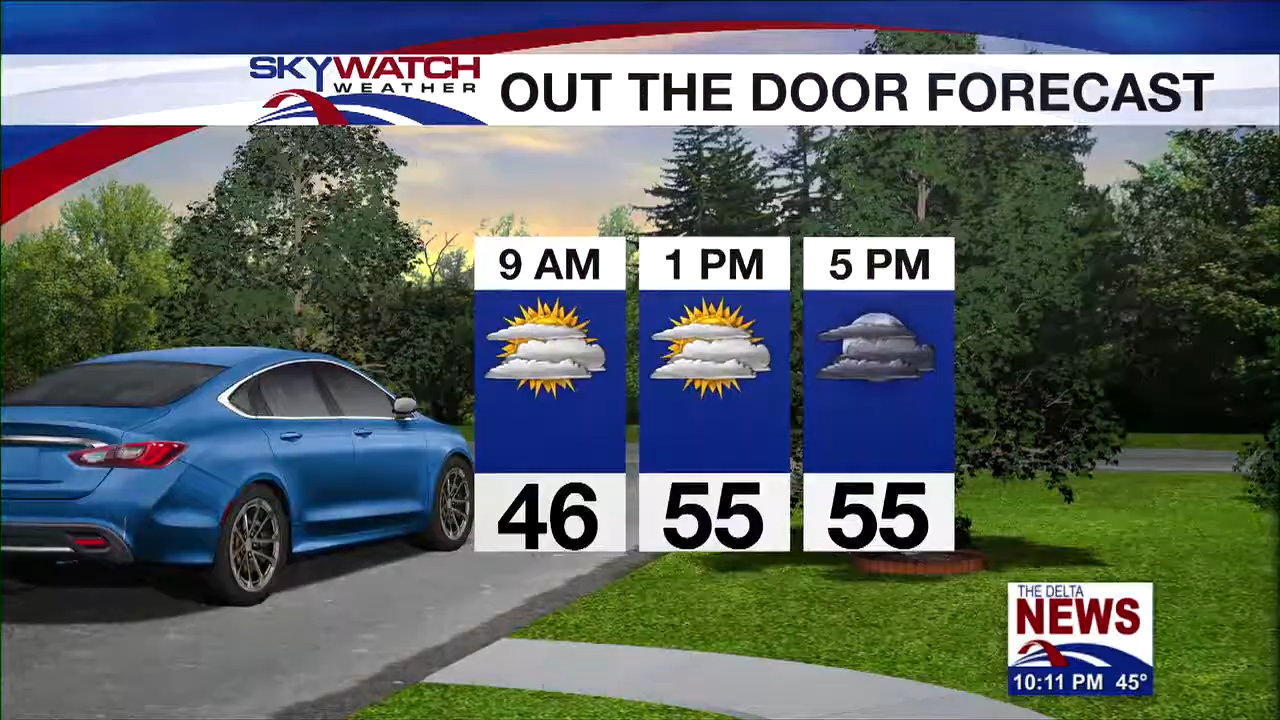 SKYWATCH
WEATHER
OUT THE DOOR FORECAST
9 AM
1 PM
5 PM
46
55
55
THE DELTA
NEWS
10:11 PM 45°